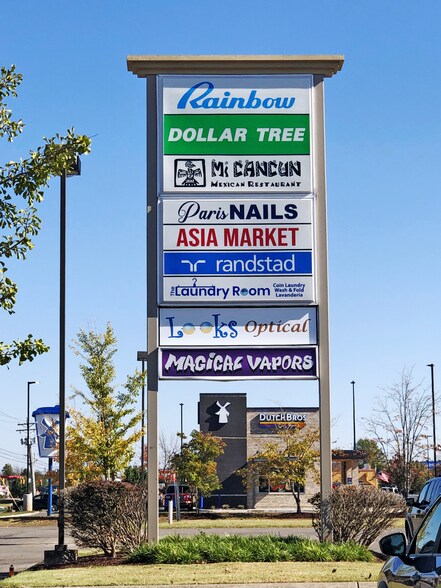 Rainbow
DOLLAR TREE
Mi CANCUN
MEXICAN RESTAURANT
Paris NAILS
ASIA MARKET
randstad
The Laundry Room
Coin Laundry
Wash & Fold
Lavanderia
Looks Optical
MAGICAL VAPORS
DUTCH BROS